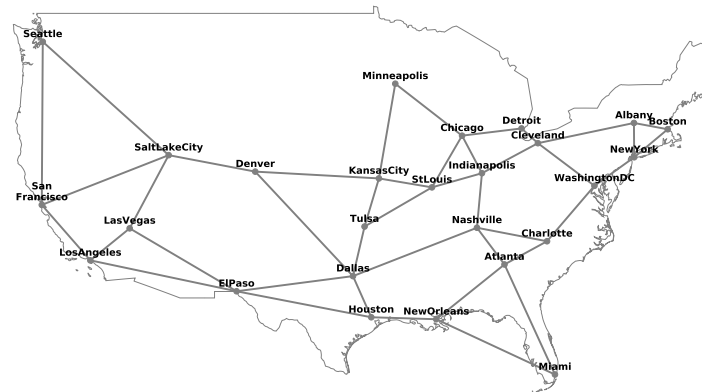 Seattle
Minneapolis
Albany
Detroit
Boston
Chicago
Cleveland
SaltLakeCity
NewYork
Denver
Indianapolis
KansasCity
StLouis
WashingtonDC
San
Francisco
LasVegas
Tulsa
Nashville
Charlotte
LosAngeles
Atlanta
Dallas
ElPaso
Houston
NewOrleans
Miami